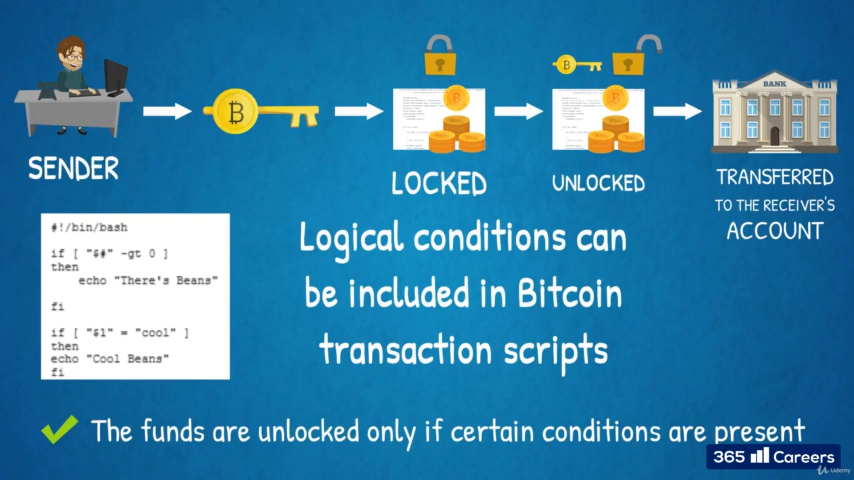 BANK
SENDER
LOCKED
UNLOCKED
TRANSFERRED
TO THE RECEIVER'S
ACCOUNT
#!/bin/bash
if [ "$#" -gt 0 ]
then
echo "There's Beans"
fi
if [ "$1" = "cool" ]
then
echo "Cool Beans"
fi
Logical conditions can
be included in Bitcoin
transaction scripts
The funds are unlocked only if certain conditions are present
365 Careers
Udemy